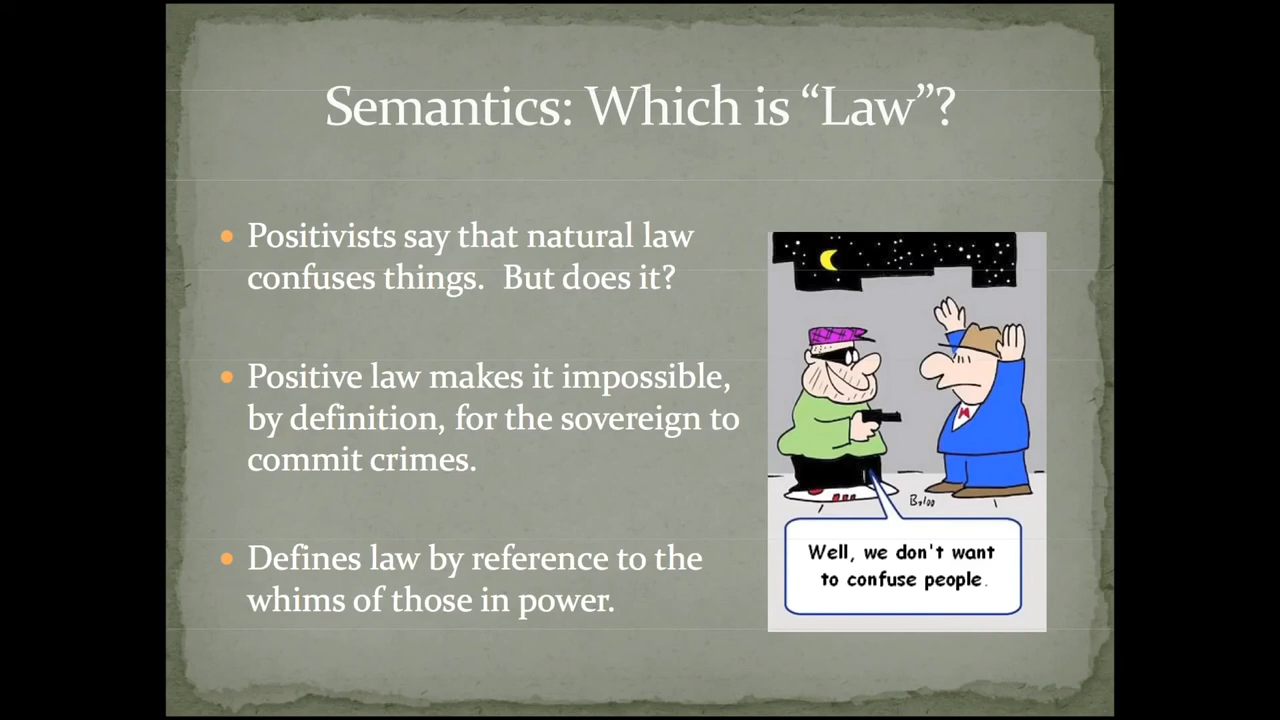 Semantics: Which is “Law”?
Positivists say that natural law
confuses things.  But does it?
Positive law makes it impossible,
by definition, for the sovereign to
commit crimes.
Defines law by reference to the
whims of those in power.
Well, we don't want
to confuse people.